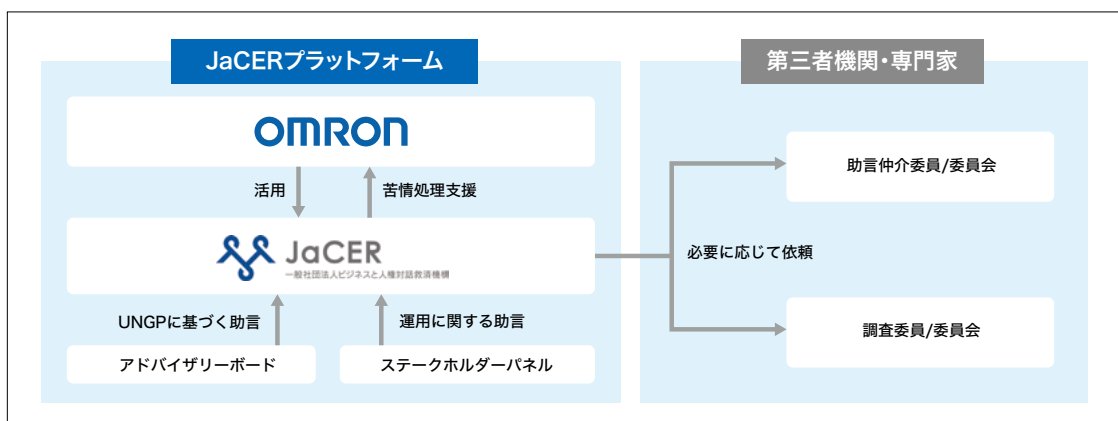 JaCERプラットフォーム
OMRON
活用
苦情処理支援
JaCER
一般社団法人ビジネスと人権対話救済機構
UNGPに基づく助言
運用に関する助言
アドバイザリーボード
ステークホルダーパネル
第三者機関・専門家
助言仲介委員/委員会
必要に応じて依頼
調査委員/委員会